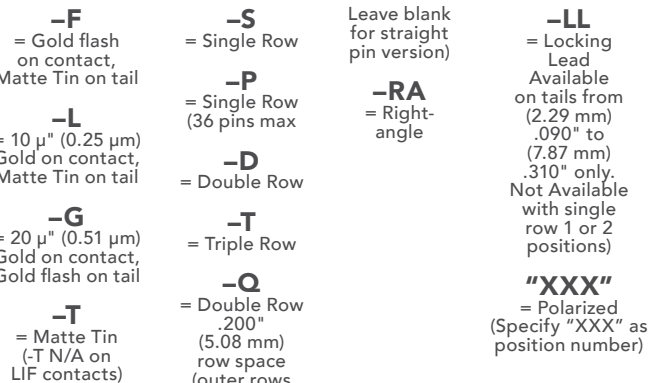 –F
= Gold flash
on contact,
Matte Tin on tail
–L
= 10 µ" (0.25 µm)
Gold on contact,
Matte Tin on tail
–G
= 20 µ" (0.51 µm)
Gold on contact,
Gold flash on tail
–T
= Matte Tin
(-T N/A on
LIF contacts)
–S
= Single Row
–P
= Single Row
(36 pins max
–D
= Double Row
–T
= Triple Row
–Q
= Double Row
.200"
(5.08 mm)
row space
(outer rows
Leave blank
for straight
pin version)
–RA
= Right-
angle
–LL
= Locking
Lead
Available
on tails from
(2.29 mm)
.090" to
(7.87 mm)
.310" only.
Not Available
with single
row 1 or 2
positions)
“XXX”
= Polarized
(Specify “XXX” as
position number)